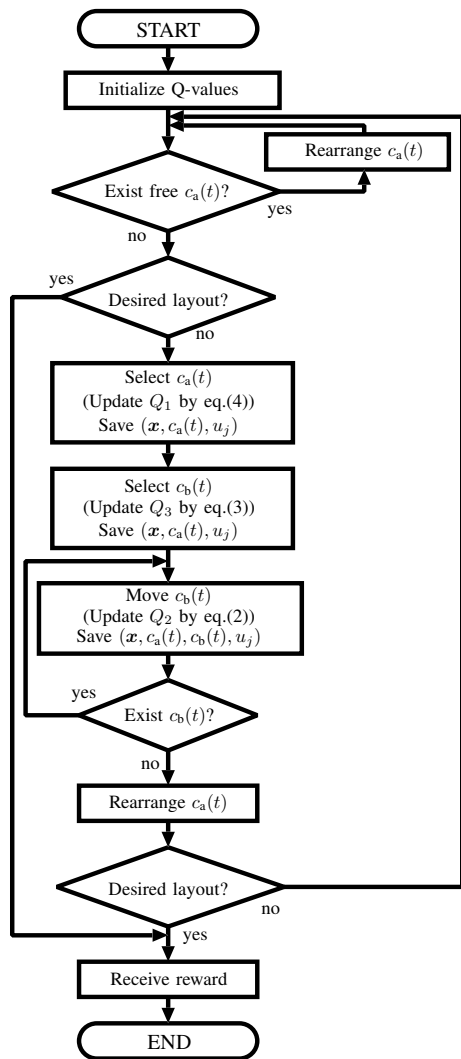 START
Initialize Q-values
Rearrange c_a(t)
Exist free c_a(t)?
yes
no
yes
Desired layout?
no
Select c_a(t)
(Update Q_1 by eq.(4))
Save (x, c_a(t), u_j)
Select c_b(t)
(Update Q_3 by eq.(3))
Save (x, c_a(t), u_j)
Move c_b(t)
(Update Q_2 by eq.(2))
Save (x, c_a(t), c_b(t), u_j)
yes
Exist c_b(t)?
no
Rearrange c_a(t)
Desired layout?
no
yes
Receive reward
END